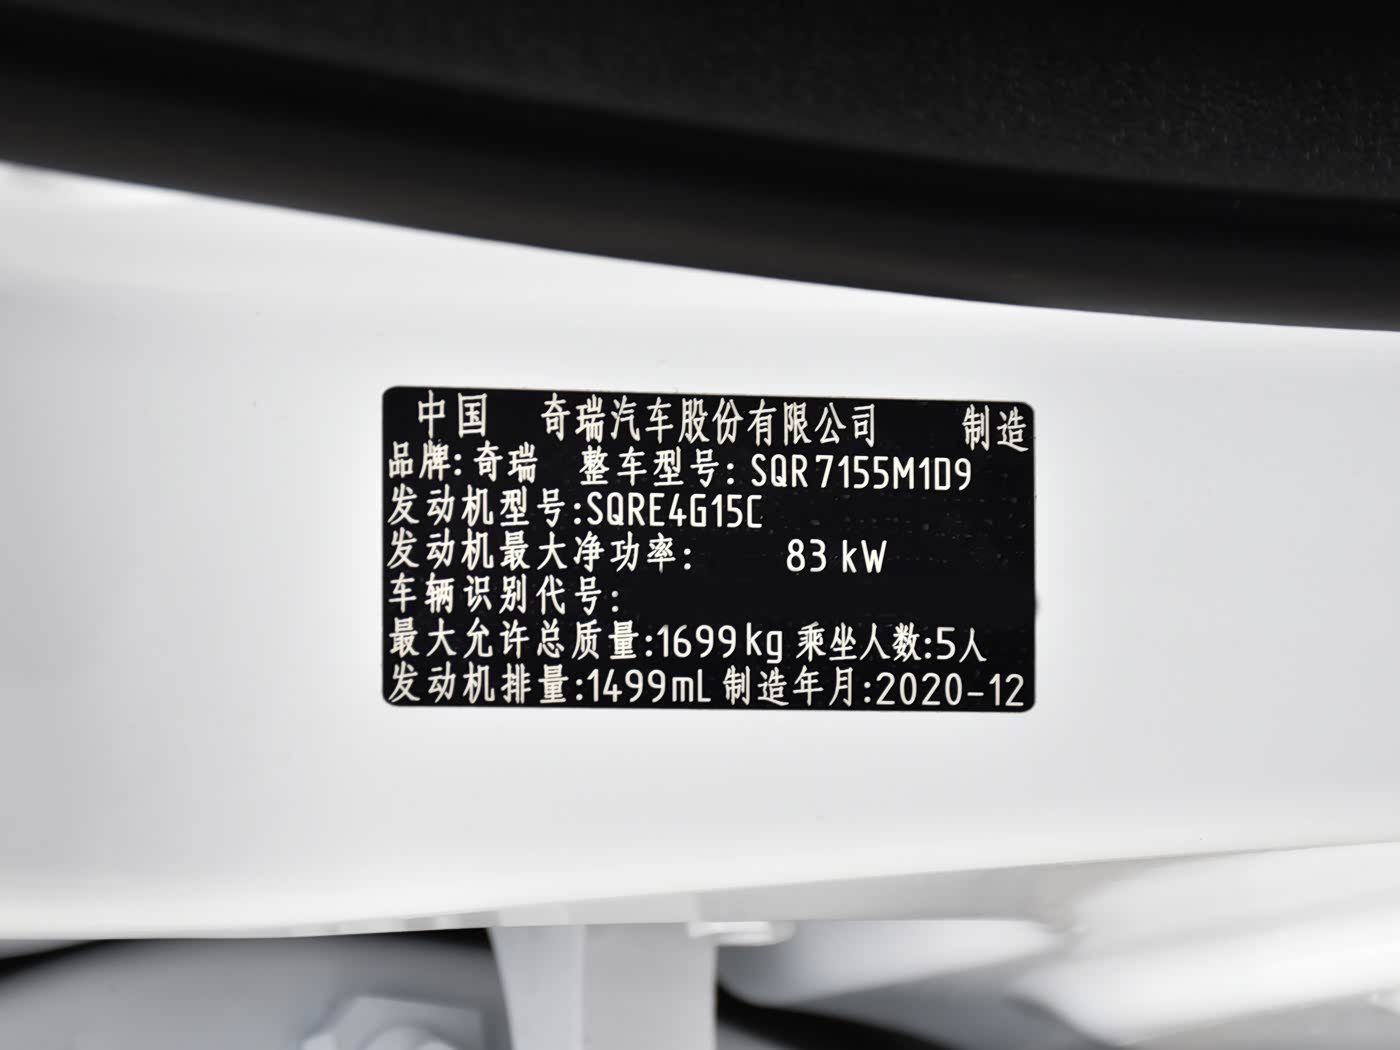 中国 奇瑞汽车股份有限公司 制造
品牌:奇瑞 整车型号:SQR7155M1D9
发动机型号:SQRE4G15C
发动机最大净功率: 83 kW
车辆识别代号:
最大允许总质量:1699kg 乘坐人数:5人
发动机排量:1499mL 制造年月:2020-12